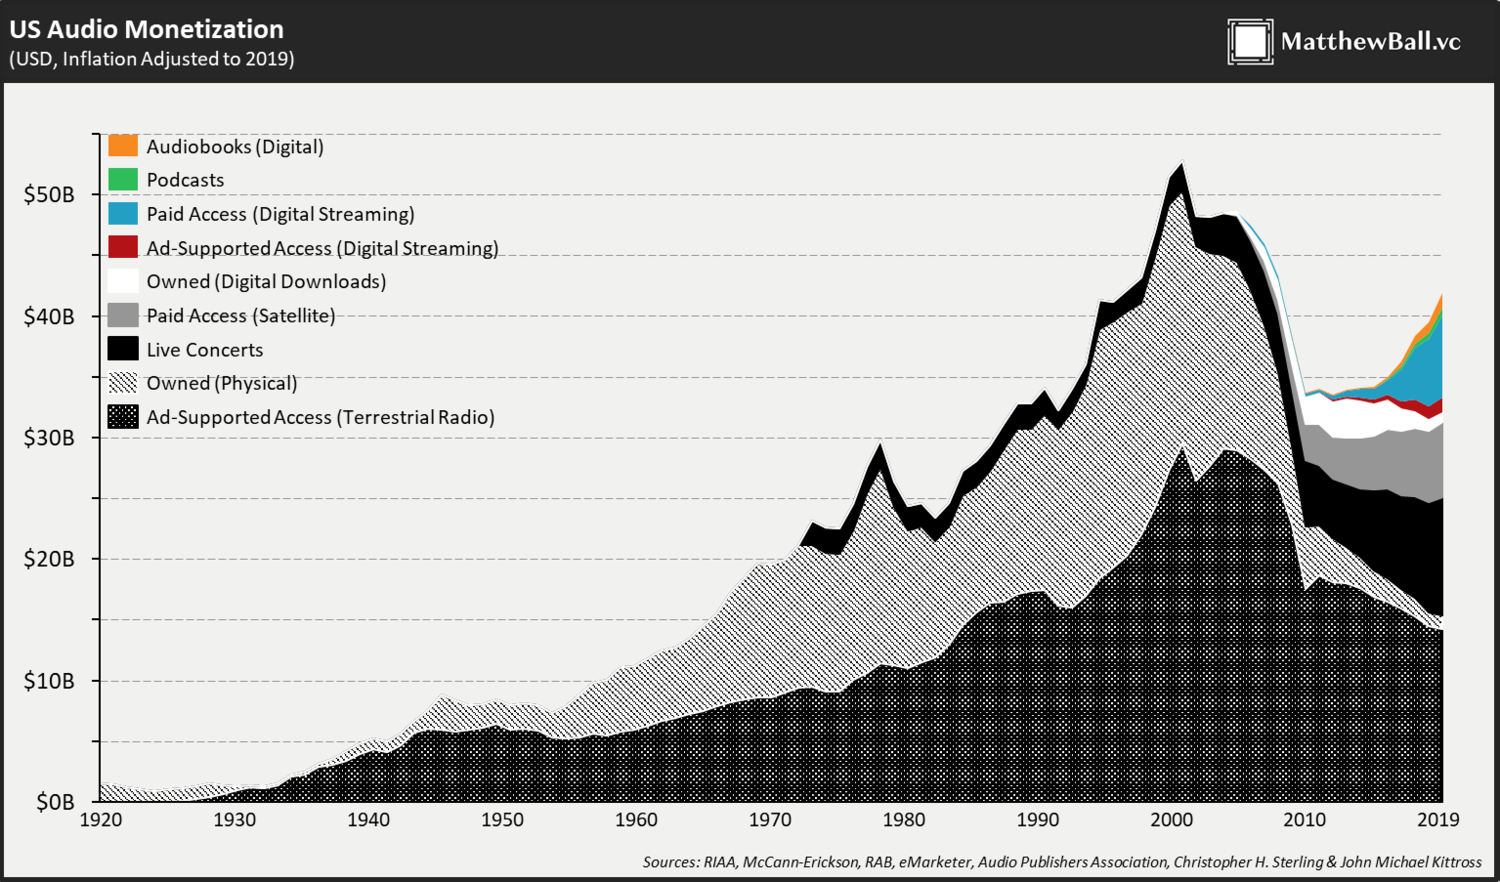 US Audio Monetization
(USD, Inflation Adjusted to 2019)
MatthewBall.vc
Audiobooks (Digital)
Podcasts
Paid Access (Digital Streaming)
Ad-Supported Access (Digital Streaming)
Owned (Digital Downloads)
Paid Access (Satellite)
Live Concerts
Owned (Physical)
Ad-Supported Access (Terrestrial Radio)
$50B
$40B
$30B
$20B
$10B
$0B
1920 1930 1940 1950 1960 1970 1980 1990 2000 2010 2019
Sources: RIAA, McCann-Erickson, RAB, eMarketer, Audio Publishers Association, Christopher H. Sterling & John Michael Kittross